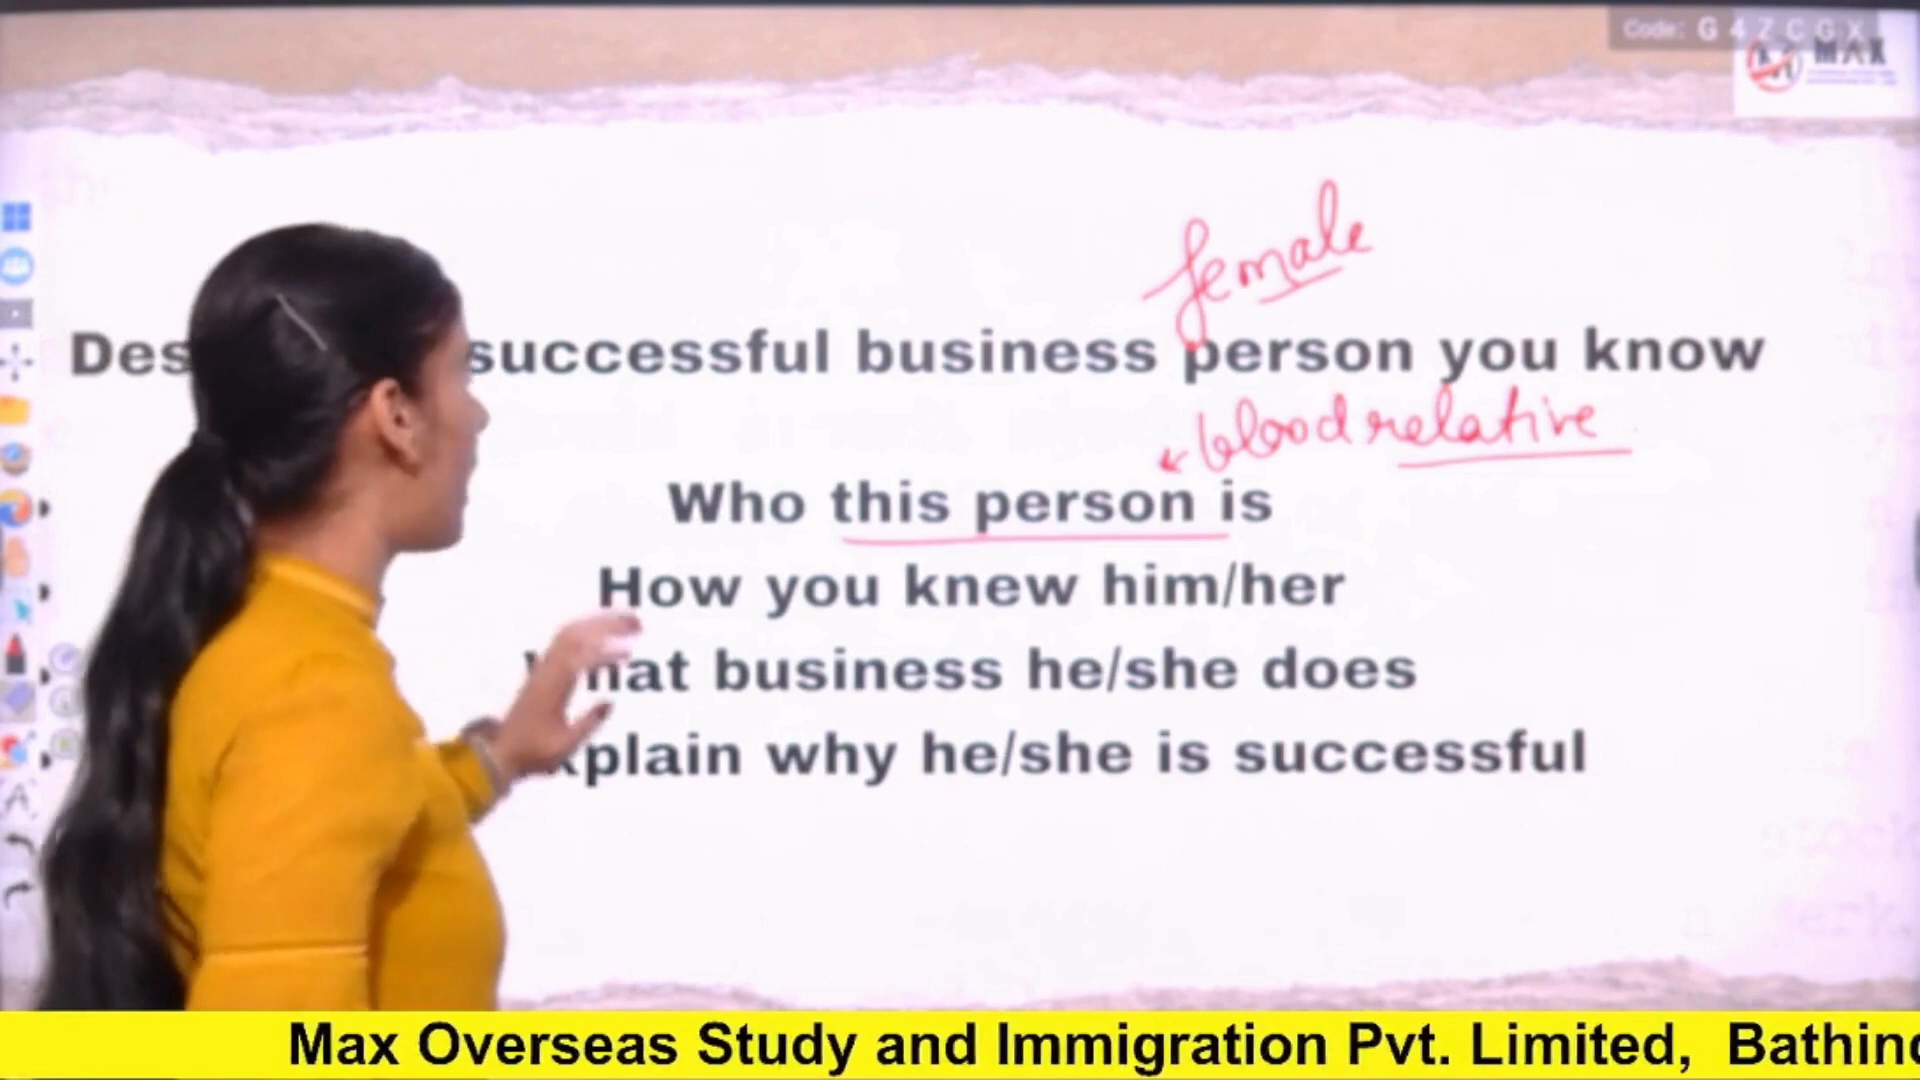 Code: G 4 Z C G X
MAX
female
Des successful business person you know
blood relative
Who this person is
How you knew him/her
hat business he/she does
xplain why he/she is successful
Max Overseas Study and Immigration Pvt. Limited, Bathind